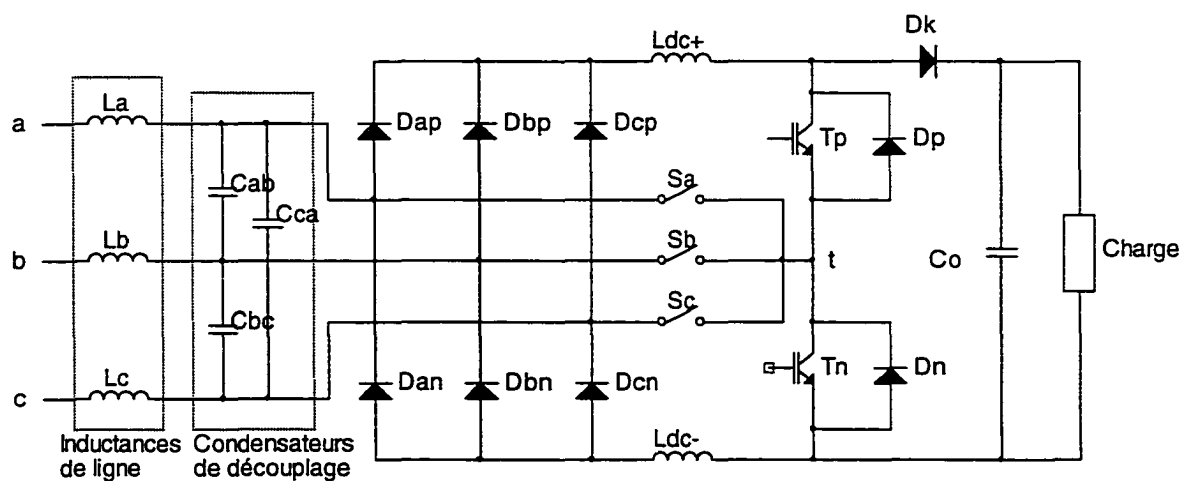 Dk
Ldc+
La
a
Dap
Dbp
Dcp
Tp
Dp
Cab
Sa
Cca
Lb
b
Sb
t
Co
Charge
Cbc
Sc
Lc
c
Dan
Dbn
Dcn
Tn
Dn
Ldc-
Inductances
de ligne
Condensateurs
de découplage